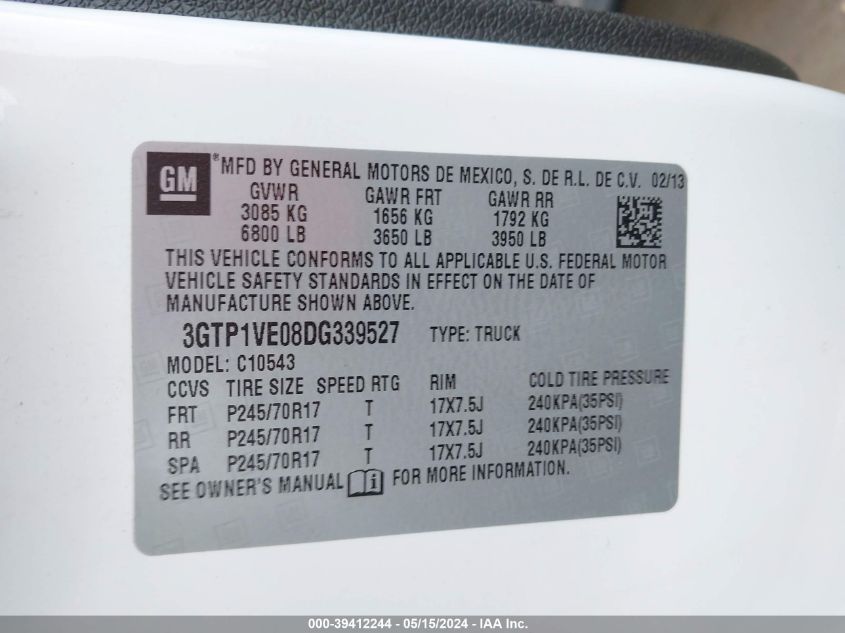 GM ® MFD BY GENERAL MOTORS DE MEXICO, S. DE R.L. DE C.V. 02/13
GVWR GAWR FRT GAWR RR
3085 KG 1656 KG 1792 KG
6800 LB 3650 LB 3950 LB
THIS VEHICLE CONFORMS TO ALL APPLICABLE U.S. FEDERAL MOTOR
VEHICLE SAFETY STANDARDS IN EFFECT ON THE DATE OF
MANUFACTURE SHOWN ABOVE.
3GTP1VE08DG339527 TYPE: TRUCK
MODEL: C10543
CCVS TIRE SIZE SPEED RTG RIM COLD TIRE PRESSURE
FRT P245/70R17 T 17X7.5J 240KPA(35PSI)
RR P245/70R17 T 17X7.5J 240KPA(35PSI)
SPA P245/70R17 T 17X7.5J 240KPA(35PSI)
SEE OWNER'S MANUAL i FOR MORE INFORMATION.
000-39412244 - 05/15/2024 - IAA Inc.